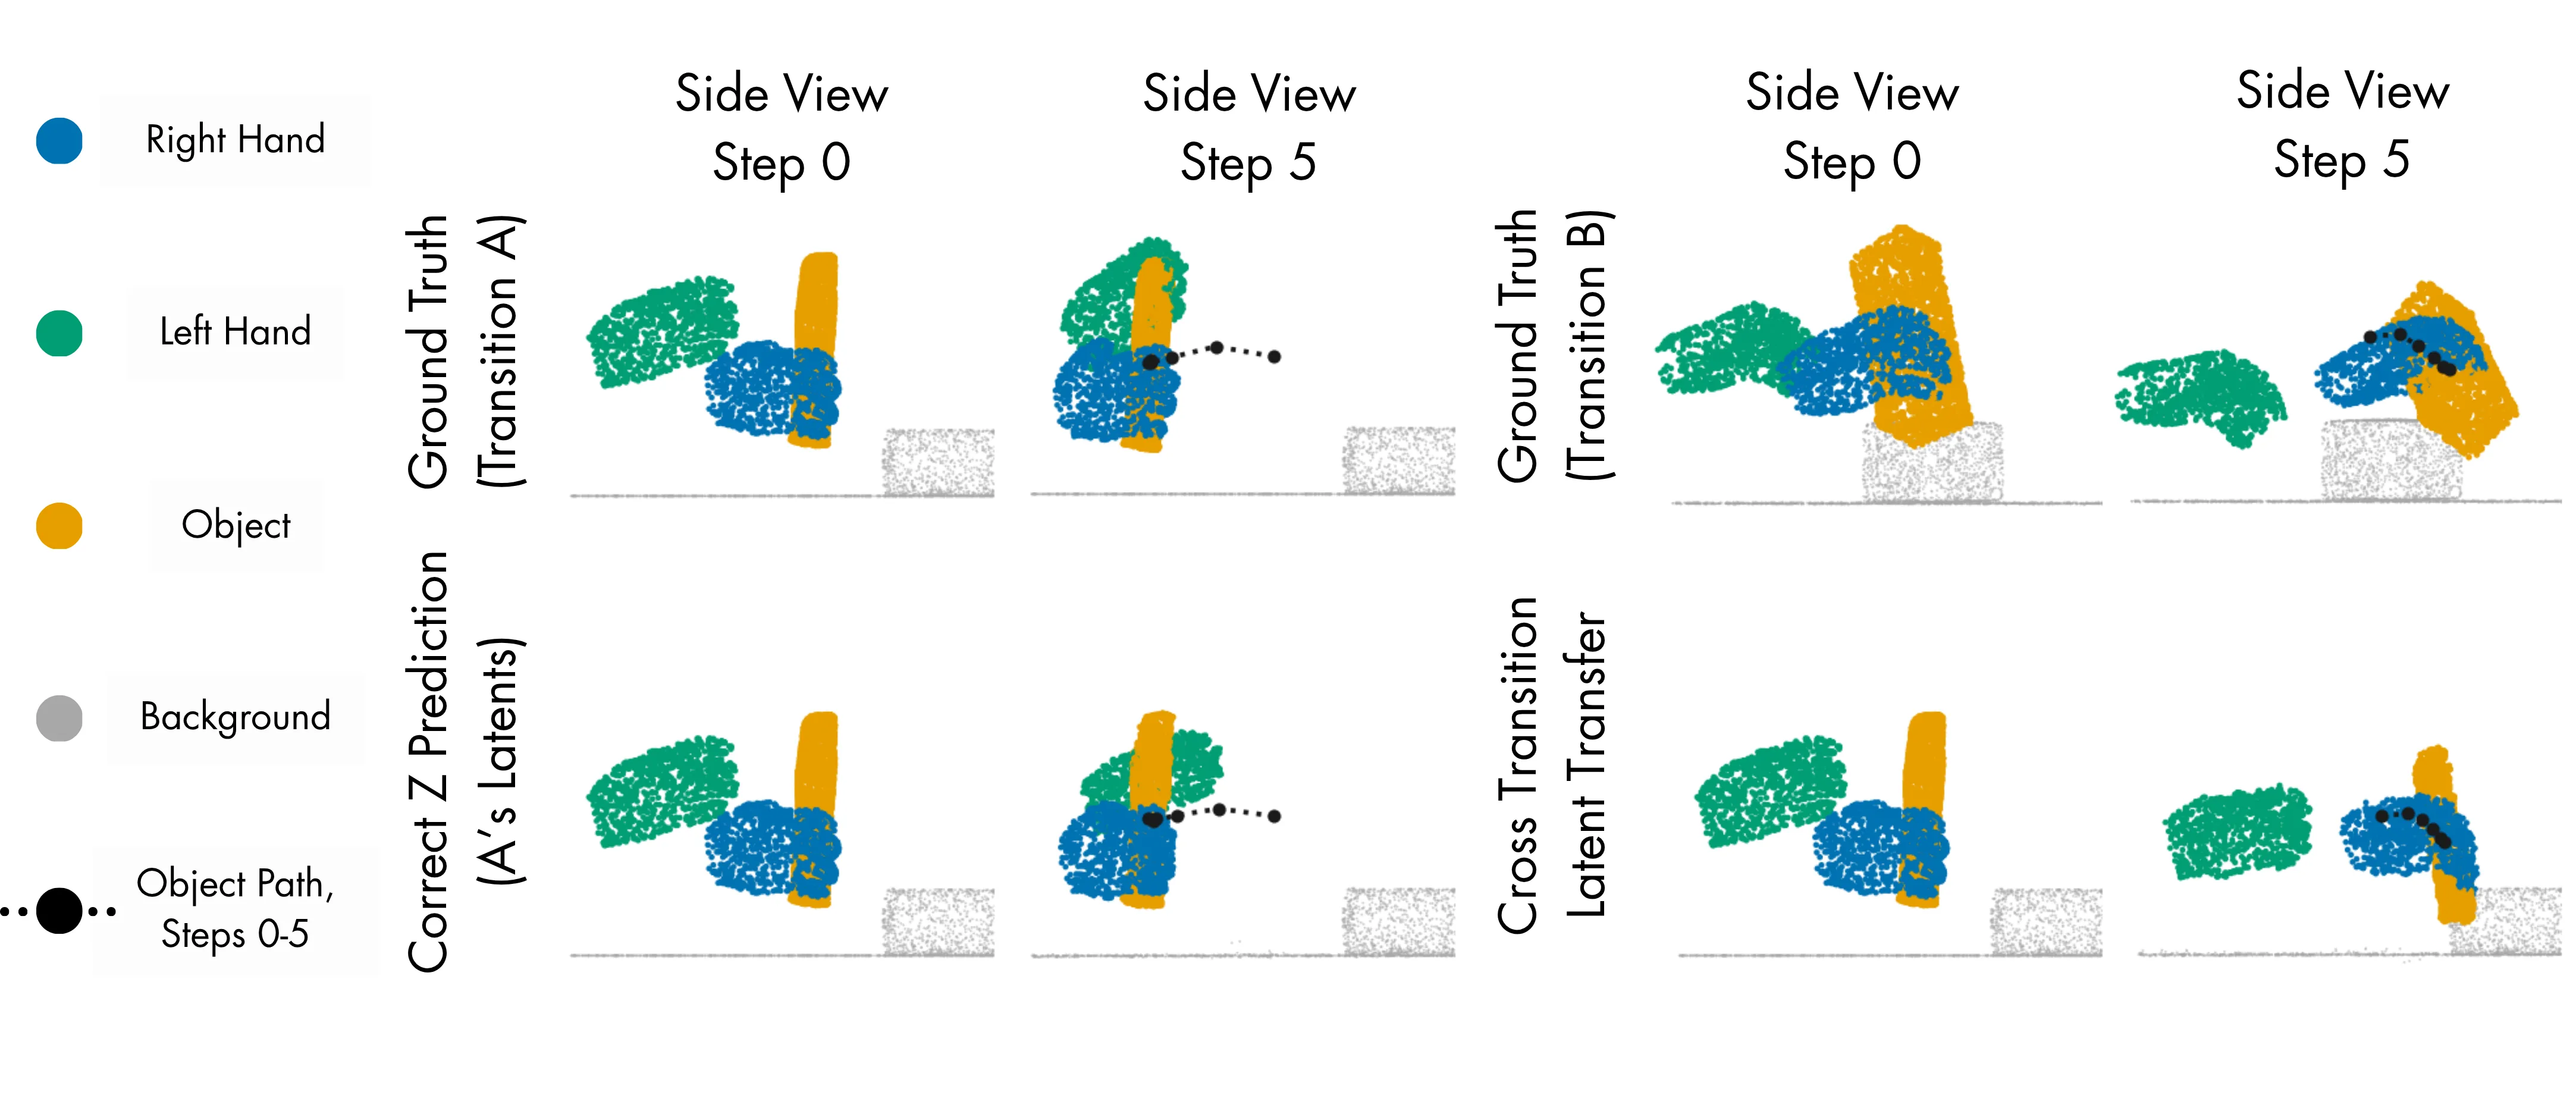 Right Hand
Left Hand
Object
Background
Object Path,
Steps 0-5
Side View
Step 0
Side View
Step 5
Side View
Step 0
Side View
Step 5
Ground Truth
(Transition A)
Ground Truth
(Transition B)
Correct Z Prediction
(A's Latents)
Cross Transition
Latent Transfer